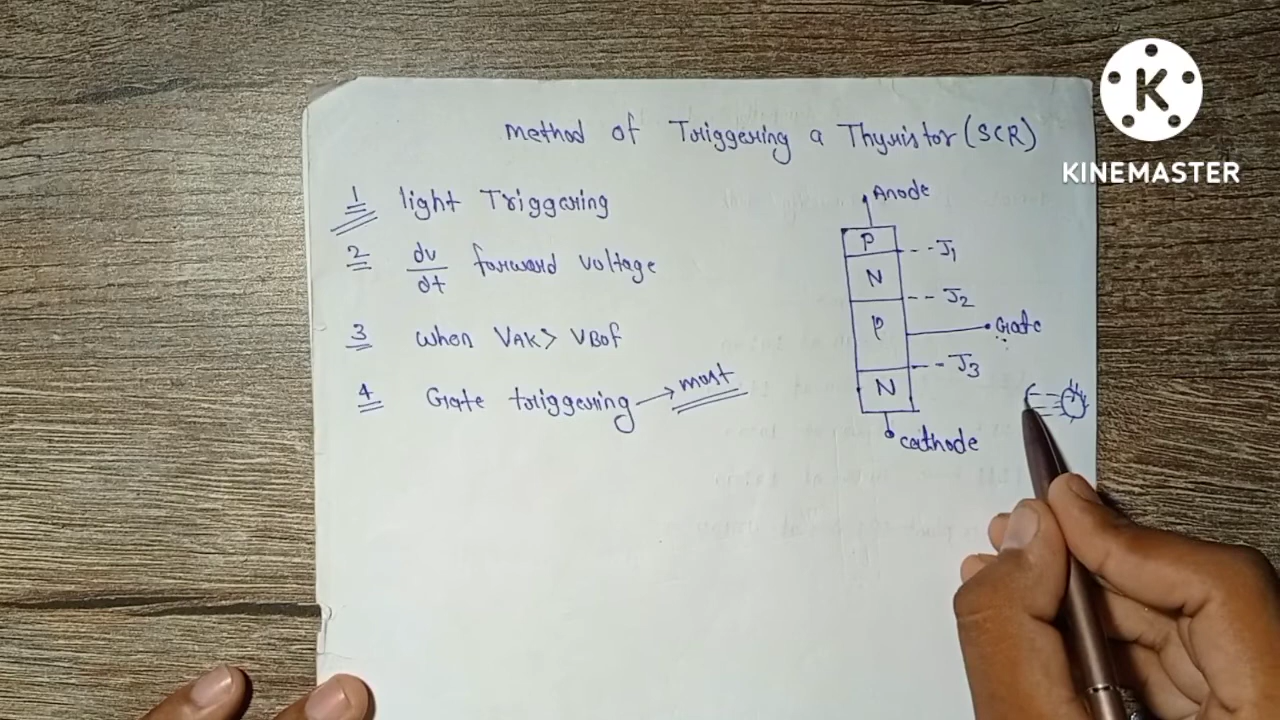 Method of Triggering a Thyristor (SCR)
1 light Triggering
2 dv/dt forward voltage
3 when VAK > VBof
4 Gate triggering → most
Anode
P
N
P
N
J1
J2
Gate
J3
cathode
K
KINEMASTER